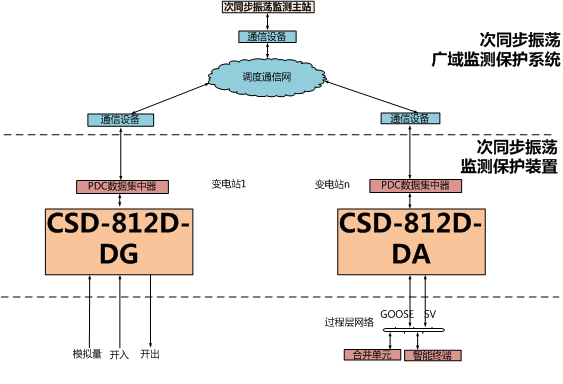 次同步振荡监测主站
通信设备
次同步振荡
广域监测保护系统
调度通信网
通信设备
通信设备
次同步振荡
监测保护装置
PDC数据集中器
变电站1
变电站n
PDC数据集中器
CSD-812D-
DG
CSD-812D-
DA
GOOSE
SV
过程层网络
模拟量
开入
开出
合并单元
智能终端